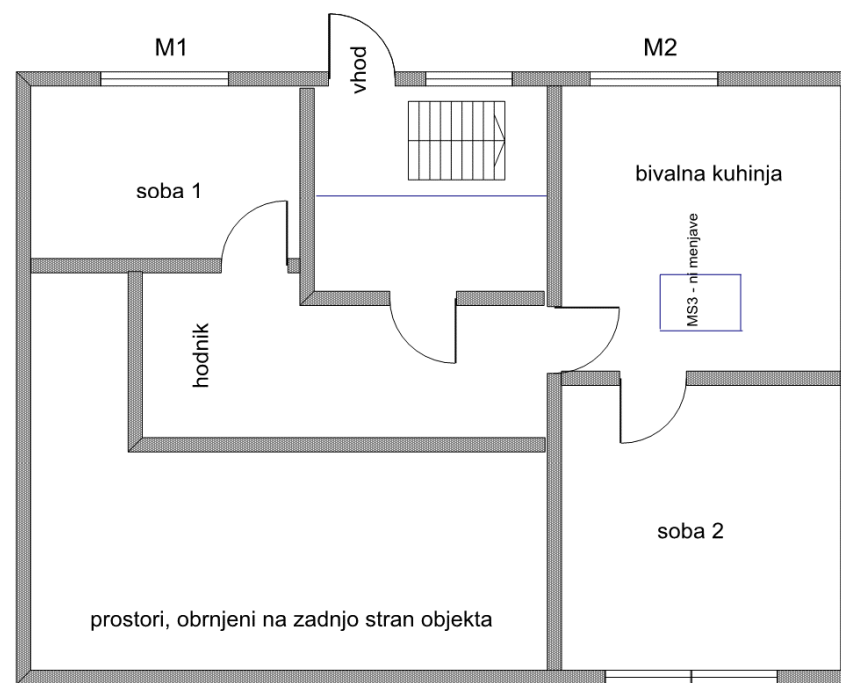 M1
M2
vhod
soba 1
bivalna kuhinja
MS3 - ni menjave
hodnik
soba 2
prostori, obrnjeni na zadnjo stran objekta